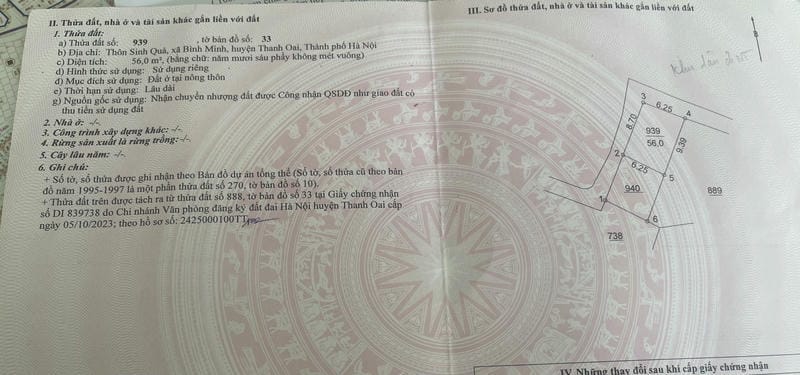 II. Thửa đất, nhà ở và tài sản khác gắn liền với đất
1. Thửa đất:
a) Thửa đất số: 939 , tờ bản đồ số: 33
b) Địa chỉ: Thôn Sinh Quả, xã Bình Minh, huyện Thanh Oai, Thành phố Hà Nội
c) Diện tích: 56,0 m², (bằng chữ: năm mươi sáu phẩy không mét vuông)
d) Hình thức sử dụng: Sử dụng riêng
đ) Mục đích sử dụng: Đất ở tại nông thôn
e) Thời hạn sử dụng: Lâu dài
g) Nguồn gốc sử dụng: Nhận chuyển nhượng đất được Công nhận QSDĐ như giao đất có
thu tiền sử dụng đất
2. Nhà ở: -/-
3. Công trình xây dựng khác: -/-.
4. Rừng sản xuất là rừng trồng: -/-.
5. Cây lâu năm: -/-.
6. Ghi chú:
+ Số tờ, số thửa được ghi nhận theo Bản đồ dự án tổng thể (Số tờ, số thửa cũ theo bản
đồ năm 1995-1997 là một phần thửa đất số 270, tờ bản đồ số 10).
+ Thửa đất trên được tách ra từ thửa đất số 888, tờ bản đồ số 33 tại Giấy chứng nhận
số DI 839738 do Chi nhánh Văn phòng đăng ký đất đai Hà Nội huyện Thanh Oai cấp
ngày 05/10/2023; theo hồ sơ số: 2425000100TT
III. Sơ đồ thửa đất, nhà ở và tài sản khác gắn liền với đất
Khu dân
3
6.25
4
8.70
939
56,0
9.39
2
6.25
5
940
889
1
6
738
IV. Những thay đổi sau khi cấp giấy chứng nhận